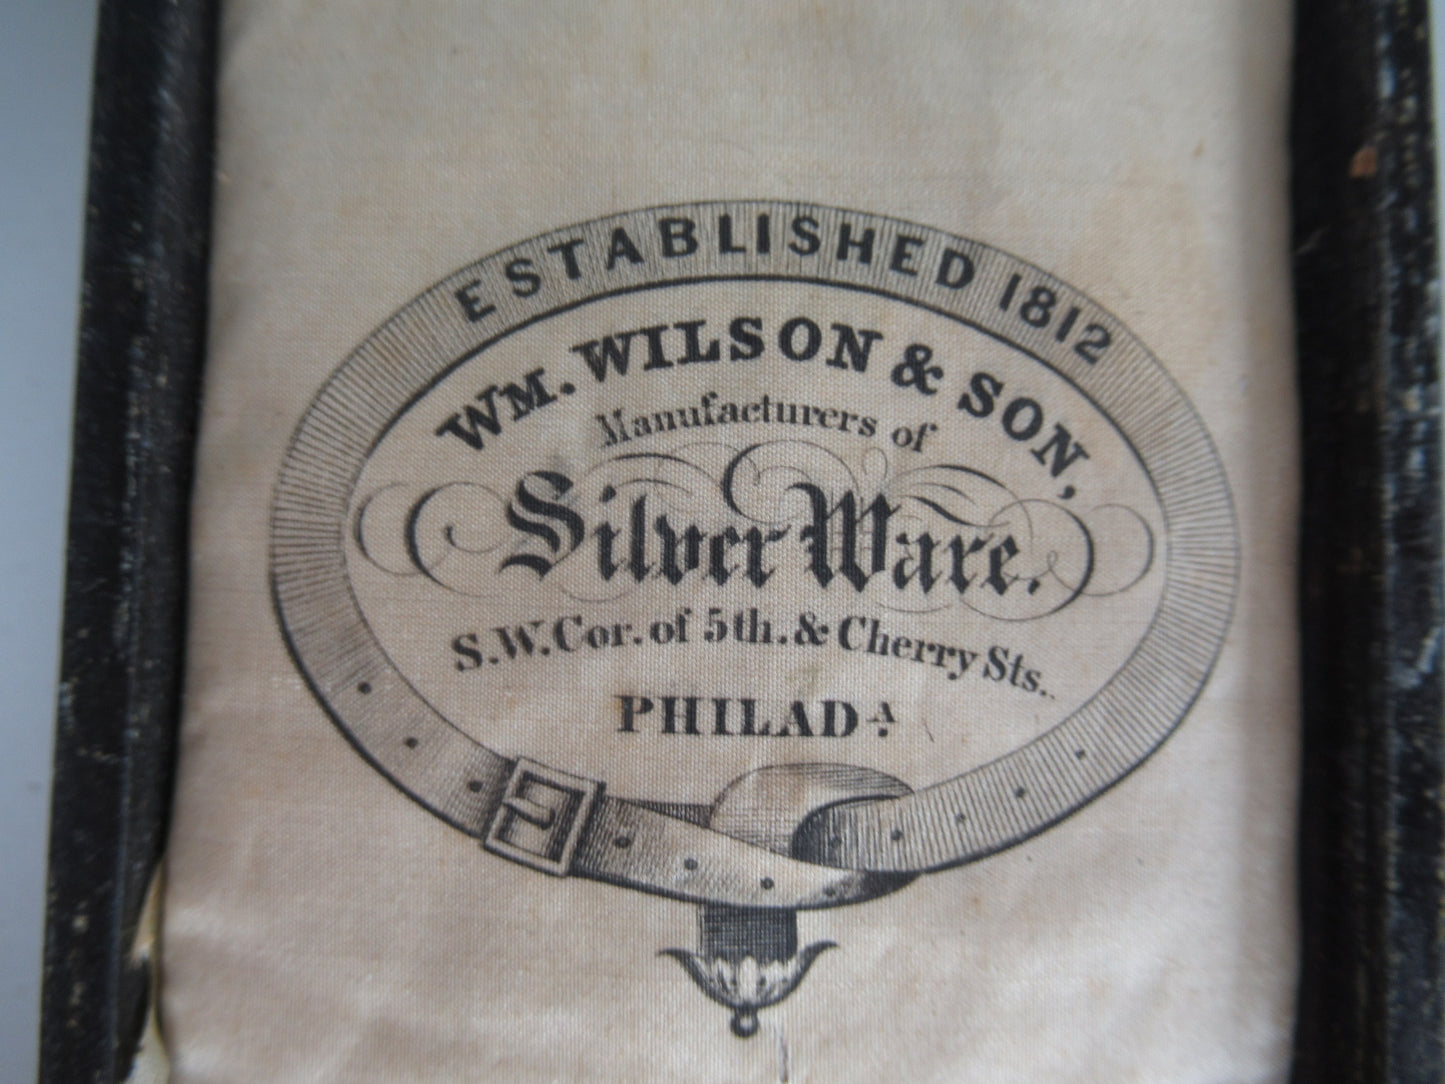 ESTABLISHED 1812
WM. WILSON & SON,
Manufacturers of
Silver Ware.
S.W. Cor. of 5th. & Cherry Sts.
PHILADA.